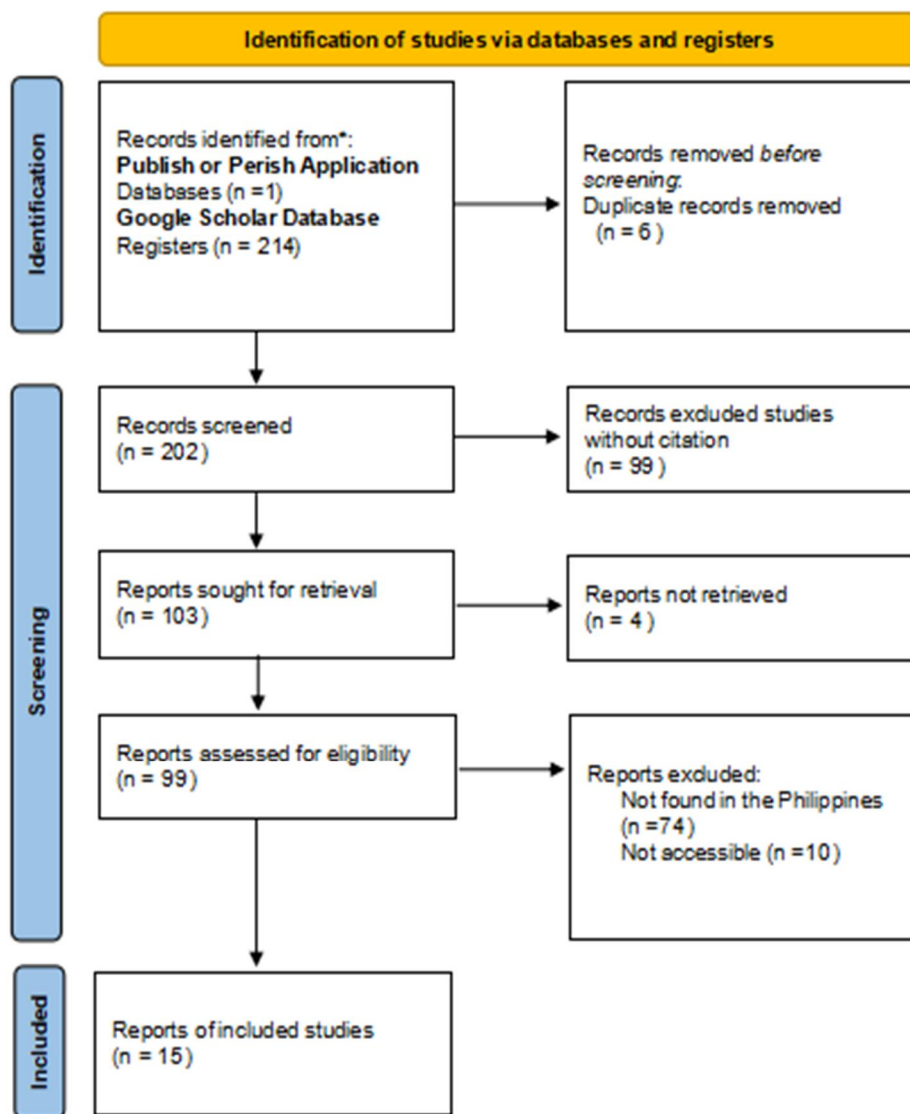 Identification of studies via databases and registers
Identification
Records identified from*:
Publish or Perish Application
Databases (n =1)
Google Scholar Database
Registers (n = 214)
Records removed before
screening:
Duplicate records removed
(n = 6)
Screening
Records screened
(n = 202)
Records excluded studies
without citation
(n = 99)
Reports sought for retrieval
(n = 103)
Reports not retrieved
(n = 4)
Reports assessed for eligibility
(n = 99)
Reports excluded:
Not found in the Philippines
(n =74)
Not accessible (n =10)
Included
Reports of included studies
(n = 15)